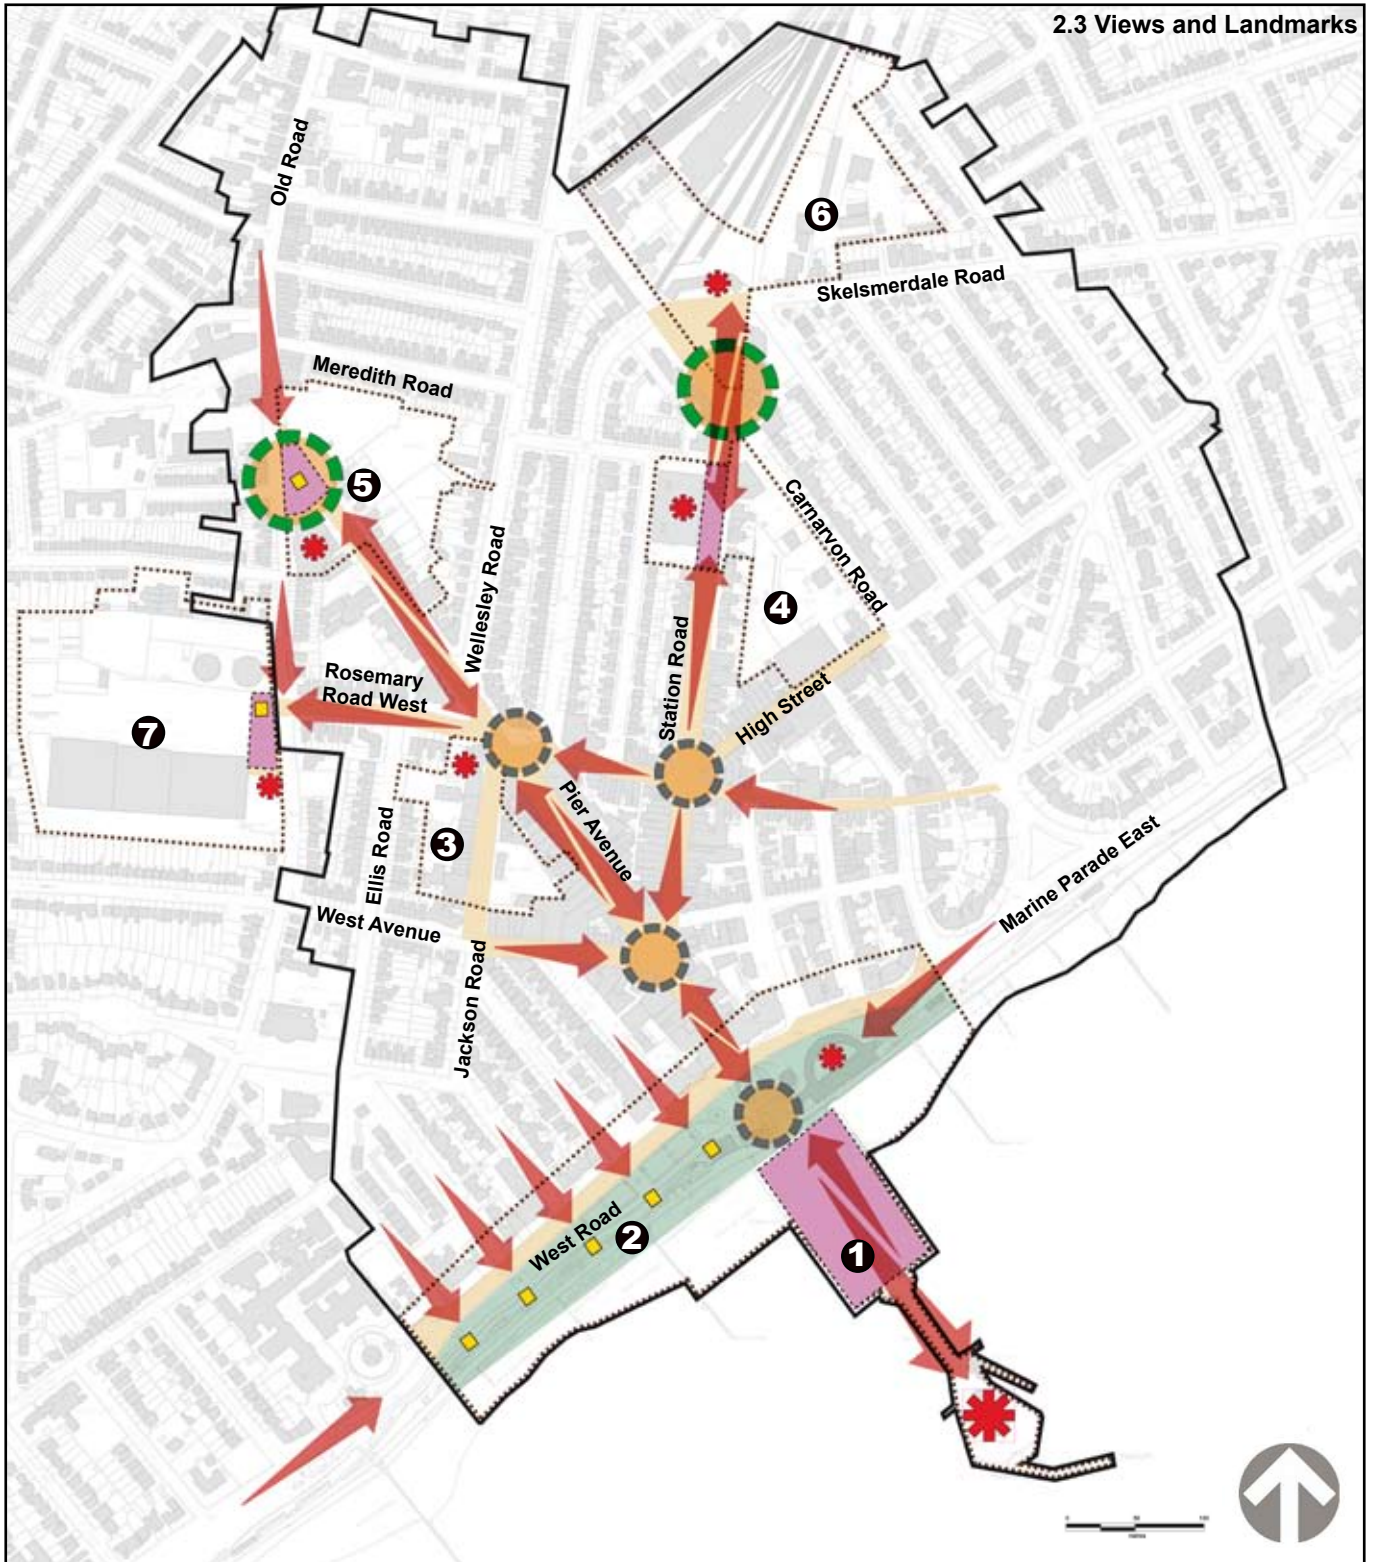 2.3 Views and Landmarks
Old Road
6
Skelsmerdale Road
Meredith Road
5
Carnarvon Road
Wellesley Road
4
Station Road
Rosemary
Road West
High Street
7
Pier Avenue
3
Ellis Road
Marine Parade East
West Avenue
Jackson Road
West Road
2
1